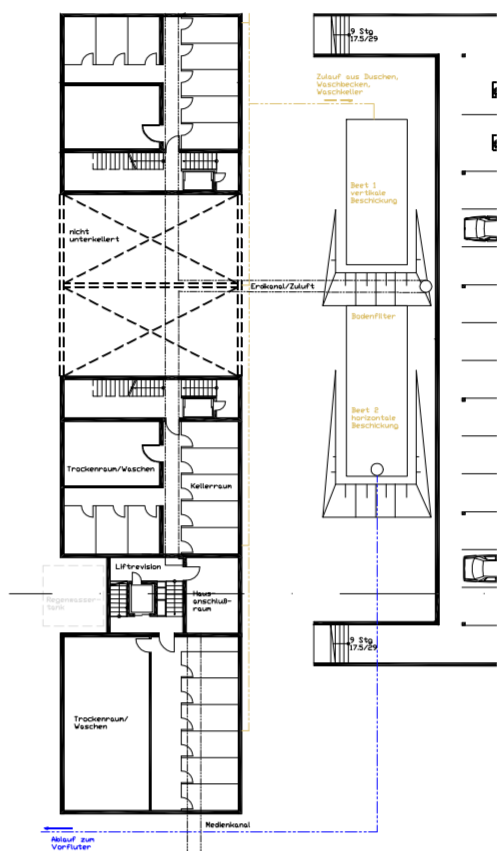 9 Stg
17.5/29
Zulauf aus Duschen,
Waschbecken,
Waschkeller
Beet 1
vertikale
Beschickung
nicht
unterkellert
Erdkanal/Zuluft
Bodenfilter
Beet 2
horizontale
Beschickung
Trockenraum/Waschen
Kellerraum
Liftrevision
Regenwasser-
tank
Haus-
anschluß-
raum
9 Stg
17.5/29
Trockenraum/
Waschen
Medienkanal
Ablauf zum
Vorfluter